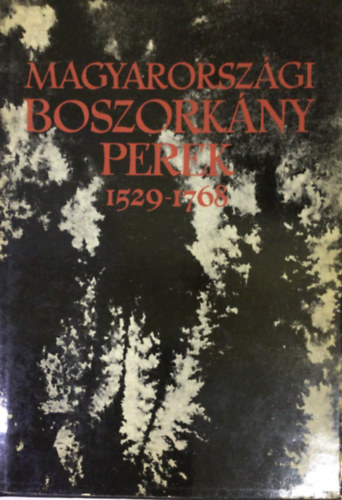 MAGYARORSZÁGI
BOSZORKÁNY
PEREK
1529-1768